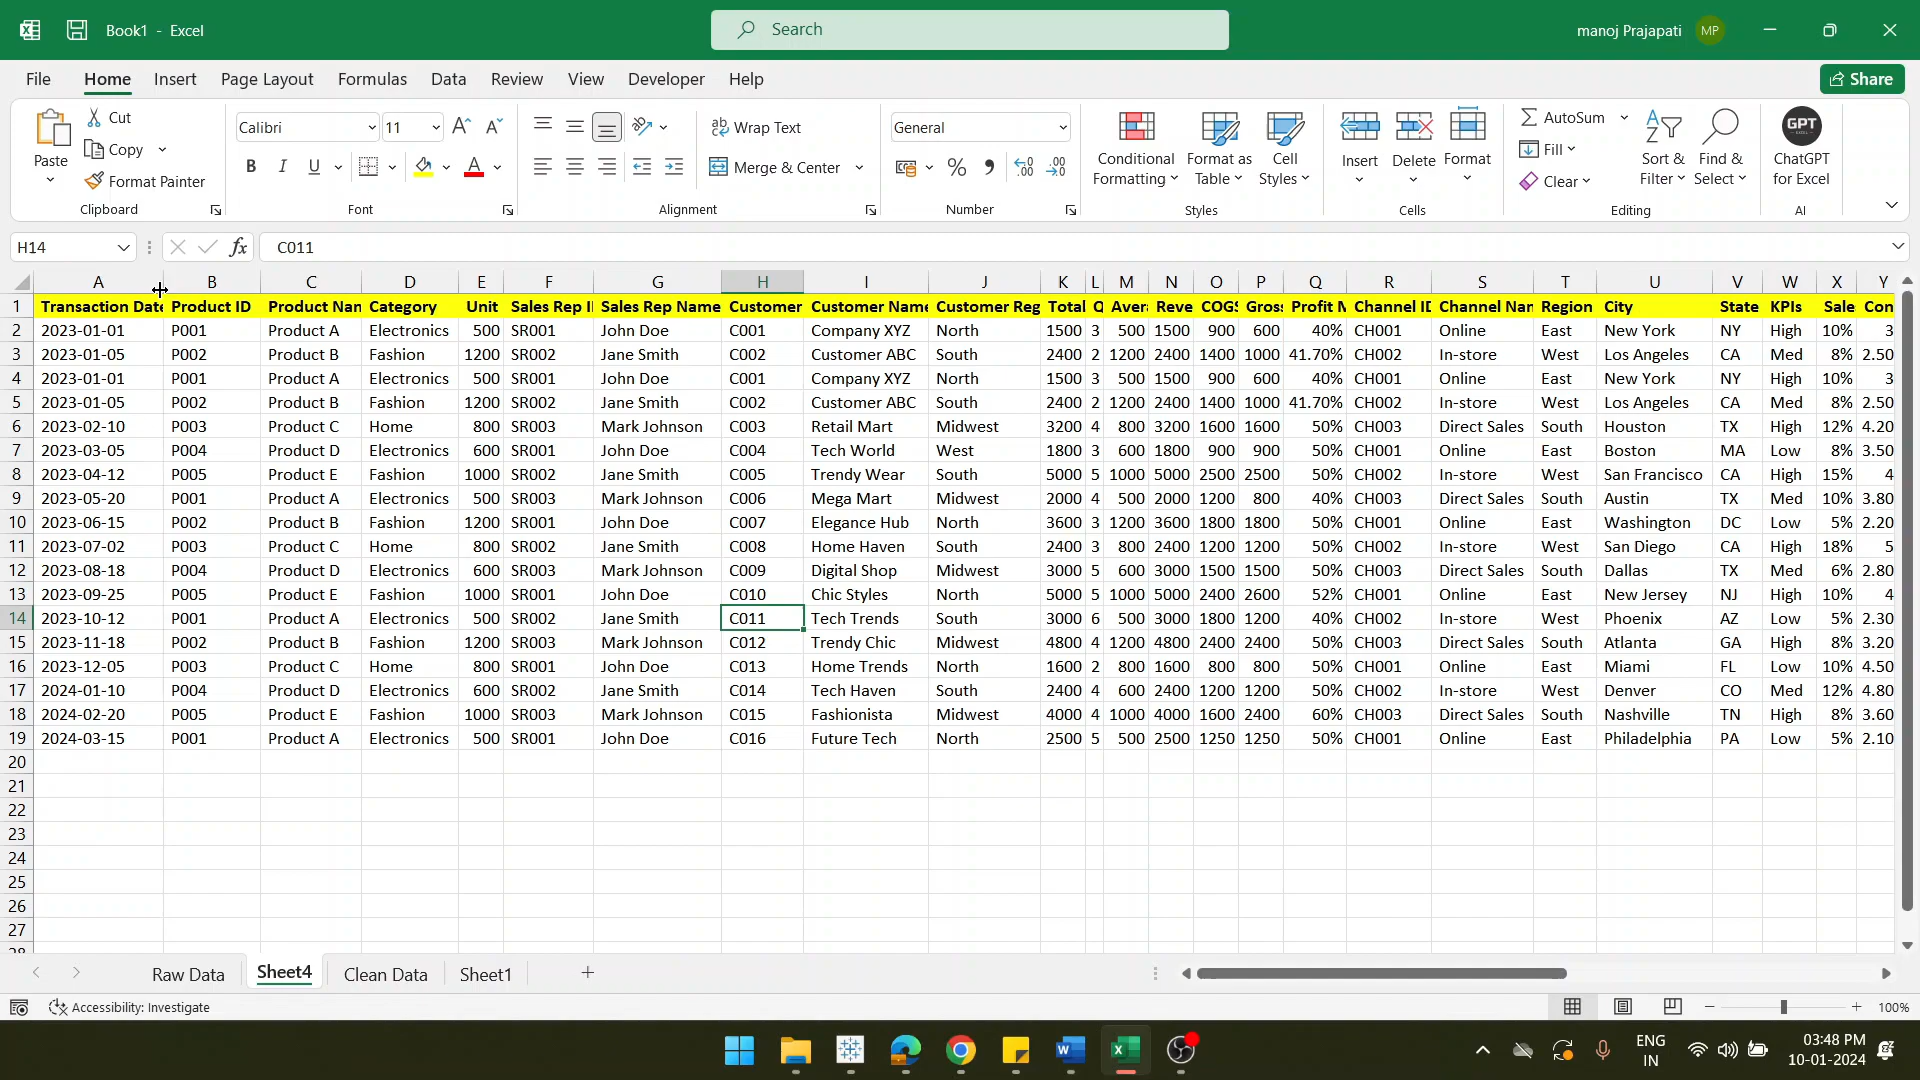 Book1 - Excel
Search
manoj Prajapati MP
File Home Insert Page Layout Formulas Data Review View Developer Help
Share
Paste
Cut
Copy
Format Painter
Clipboard
Calibri 11
B I U A
Font
ab Wrap Text
Merge & Center
Alignment
General
% 9
Number
Conditional Formatting
Format as Table
Cell Styles
Styles
Insert Delete Format
Cells
AutoSum
Fill
Clear
Sort & Filter
Find & Select
Editing
GPT
ChatGPT for Excel
AI
H14 fx C011
A B C D E F G H I J K L M N O P Q R S T U V W X Y
1 Transaction Date Product ID Product Nan Category Unit Sales Rep I Sales Rep Name Customer Customer Name Customer Reg Total Q Aver Reve COGS Gross Profit M Channel ID Channel Nan Region City State KPIs Sale Con
2 2023-01-01 P001 Product A Electronics 500 SR001 John Doe C001 Company XYZ North 1500 3 500 1500 900 600 40% CH001 Online East New York NY High 10% 3
3 2023-01-05 P002 Product B Fashion 1200 SR002 Jane Smith C002 Customer ABC South 2400 2 1200 2400 1400 1000 41.70% CH002 In-store West Los Angeles CA Med 8% 2.50
4 2023-01-01 P001 Product A Electronics 500 SR001 John Doe C001 Company XYZ North 1500 3 500 1500 900 600 40% CH001 Online East New York NY High 10% 3
5 2023-01-05 P002 Product B Fashion 1200 SR002 Jane Smith C002 Customer ABC South 2400 2 1200 2400 1400 1000 41.70% CH002 In-store West Los Angeles CA Med 8% 2.50
6 2023-02-10 P003 Product C Home 800 SR003 Mark Johnson C003 Retail Mart Midwest 3200 4 800 3200 1600 1600 50% CH003 Direct Sales South Houston TX High 12% 4.20
7 2023-03-05 P004 Product D Electronics 600 SR001 John Doe C004 Tech World West 1800 3 600 1800 900 900 50% CH001 Online East Boston MA Low 8% 3.50
8 2023-04-12 P005 Product E Fashion 1000 SR002 Jane Smith C005 Trendy Wear South 5000 5 1000 5000 2500 2500 50% CH002 In-store West San Francisco CA High 15% 4
9 2023-05-20 P001 Product A Electronics 500 SR003 Mark Johnson C006 Mega Mart Midwest 2000 4 500 2000 1200 800 40% CH003 Direct Sales South Austin TX Med 10% 3.80
10 2023-06-15 P002 Product B Fashion 1200 SR001 John Doe C007 Elegance Hub North 3600 3 1200 3600 1800 1800 50% CH001 Online East Washington DC Low 5% 2.20
11 2023-07-02 P003 Product C Home 800 SR002 Jane Smith C008 Home Haven South 2400 3 800 2400 1200 1200 50% CH002 In-store West San Diego CA High 18% 5
12 2023-08-18 P004 Product D Electronics 600 SR003 Mark Johnson C009 Digital Shop Midwest 3000 5 600 3000 1500 1500 50% CH003 Direct Sales South Dallas TX Med 6% 2.80
13 2023-09-25 P005 Product E Fashion 1000 SR001 John Doe C010 Chic Styles North 5000 5 1000 5000 2400 2600 52% CH001 Online East New Jersey NJ High 10% 4
14 2023-10-12 P001 Product A Electronics 500 SR002 Jane Smith C011 Tech Trends South 3000 6 500 3000 1800 1200 40% CH002 In-store West Phoenix AZ Low 5% 2.30
15 2023-11-18 P002 Product B Fashion 1200 SR003 Mark Johnson C012 Trendy Chic Midwest 4800 4 1200 4800 2400 2400 50% CH003 Direct Sales South Atlanta GA High 8% 3.20
16 2023-12-05 P003 Product C Home 800 SR001 John Doe C013 Home Trends North 1600 2 800 1600 800 800 50% CH001 Online East Miami FL Low 10% 4.50
17 2024-01-10 P004 Product D Electronics 600 SR002 Jane Smith C014 Tech Haven South 2400 4 600 2400 1200 1200 50% CH002 In-store West Denver CO Med 12% 4.80
18 2024-02-20 P005 Product E Fashion 1000 SR003 Mark Johnson C015 Fashionista Midwest 4000 4 1000 4000 1600 2400 60% CH003 Direct Sales South Nashville TN High 8% 3.60
19 2024-03-15 P001 Product A Electronics 500 SR001 John Doe C016 Future Tech North 2500 5 500 2500 1250 1250 50% CH001 Online East Philadelphia PA Low 5% 2.10
20
21
22
23
24
25
26
27
28
Raw Data Sheet4 Clean Data Sheet1
Accessibility: Investigate
100%
ENG
IN
03:48 PM
10-01-2024